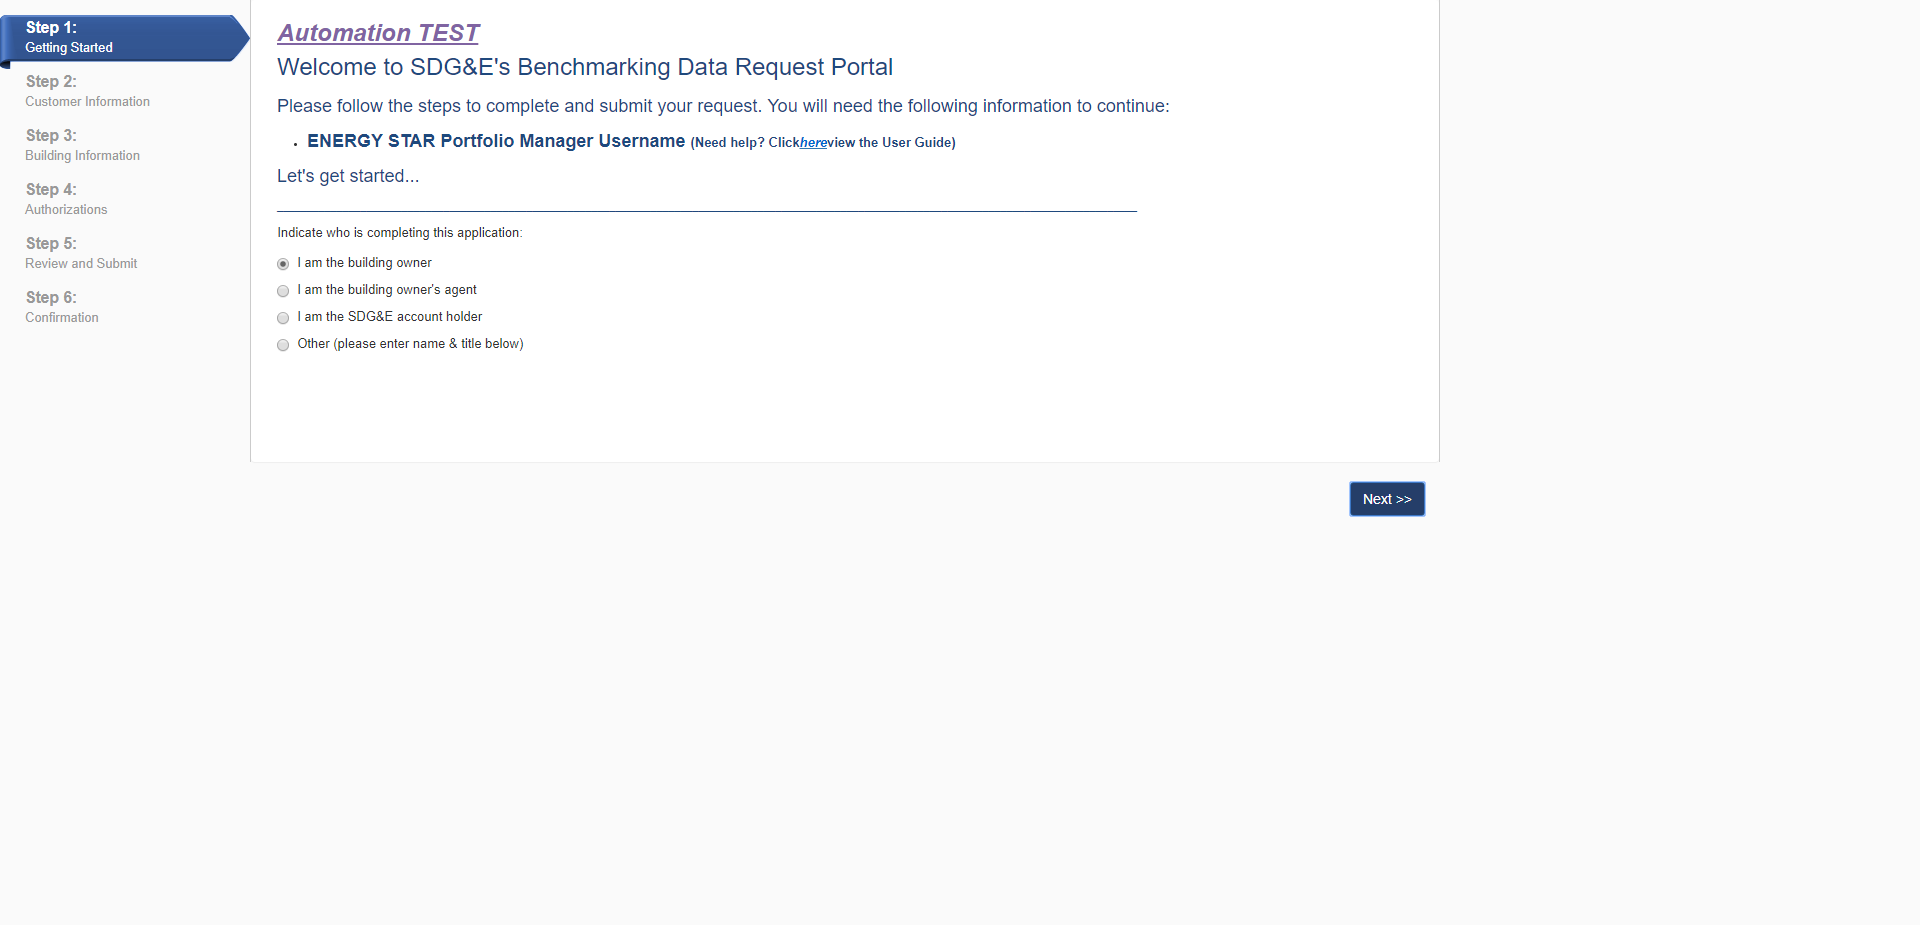 Step 1:
Getting Started
Step 2:
Customer Information
Step 3:
Building Information
Step 4:
Authorizations
Step 5:
Review and Submit
Step 6:
Confirmation
Automation TEST
Welcome to SDG&E's Benchmarking Data Request Portal
Please follow the steps to complete and submit your request. You will need the following information to continue:
• ENERGY STAR Portfolio Manager Username (Need help? Clickhereview the User Guide)
Let's get started...
Indicate who is completing this application:
I am the building owner
I am the building owner's agent
I am the SDG&E account holder
Other (please enter name & title below)
Next >>